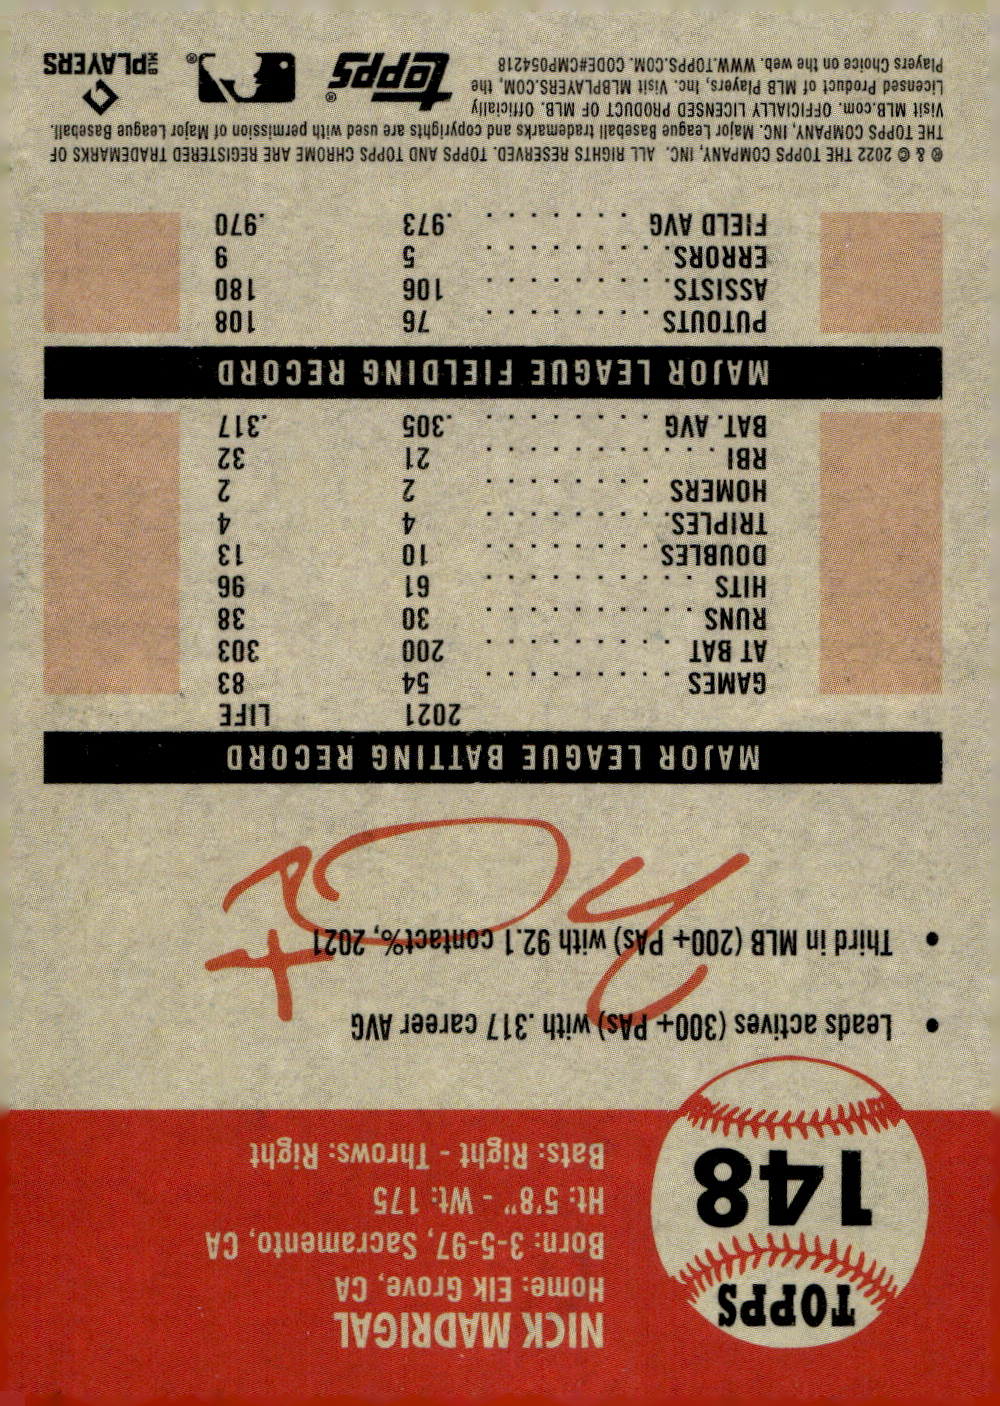 TOPPS
148
NICK MADRIGAL
Home: Elk Grove, CA
Born: 3-5-97, Sacramento, CA
Ht: 5'8" - Wt: 175
Bats: Right - Throws: Right
• Leads actives (300+ PAs) with .317 career AVG
• Third in MLB (200+ PAs) with 92.1 contact%, 2021
MAJOR LEAGUE BATTING RECORD
2021 LIFE
GAMES 54 83
AT BAT 200 303
RUNS 30 38
HITS 61 96
DOUBLES 10 13
TRIPLES 4 4
HOMERS 2 2
RBI 21 32
BAT. AVG .305 .317
MAJOR LEAGUE FIELDING RECORD
PUTOUTS 76 108
ASSISTS 106 180
ERRORS 5 9
FIELD AVG .973 .970
® & © 2022 THE TOPPS COMPANY, INC. ALL RIGHTS RESERVED. TOPPS AND TOPPS CHROME ARE REGISTERED TRADEMARKS OF
THE TOPPS COMPANY, INC. Major League Baseball trademarks and copyrights are used with permission of Major League Baseball.
Visit MLB.com. OFFICIALLY LICENSED PRODUCT OF MLB. Officially
Licensed Product of MLB Players, Inc. Visit MLBPLAYERS.COM, the
Players Choice on the web. WWW.TOPPS.COM. CODE#CMP054218
topps®
®
MLB PLAYERS